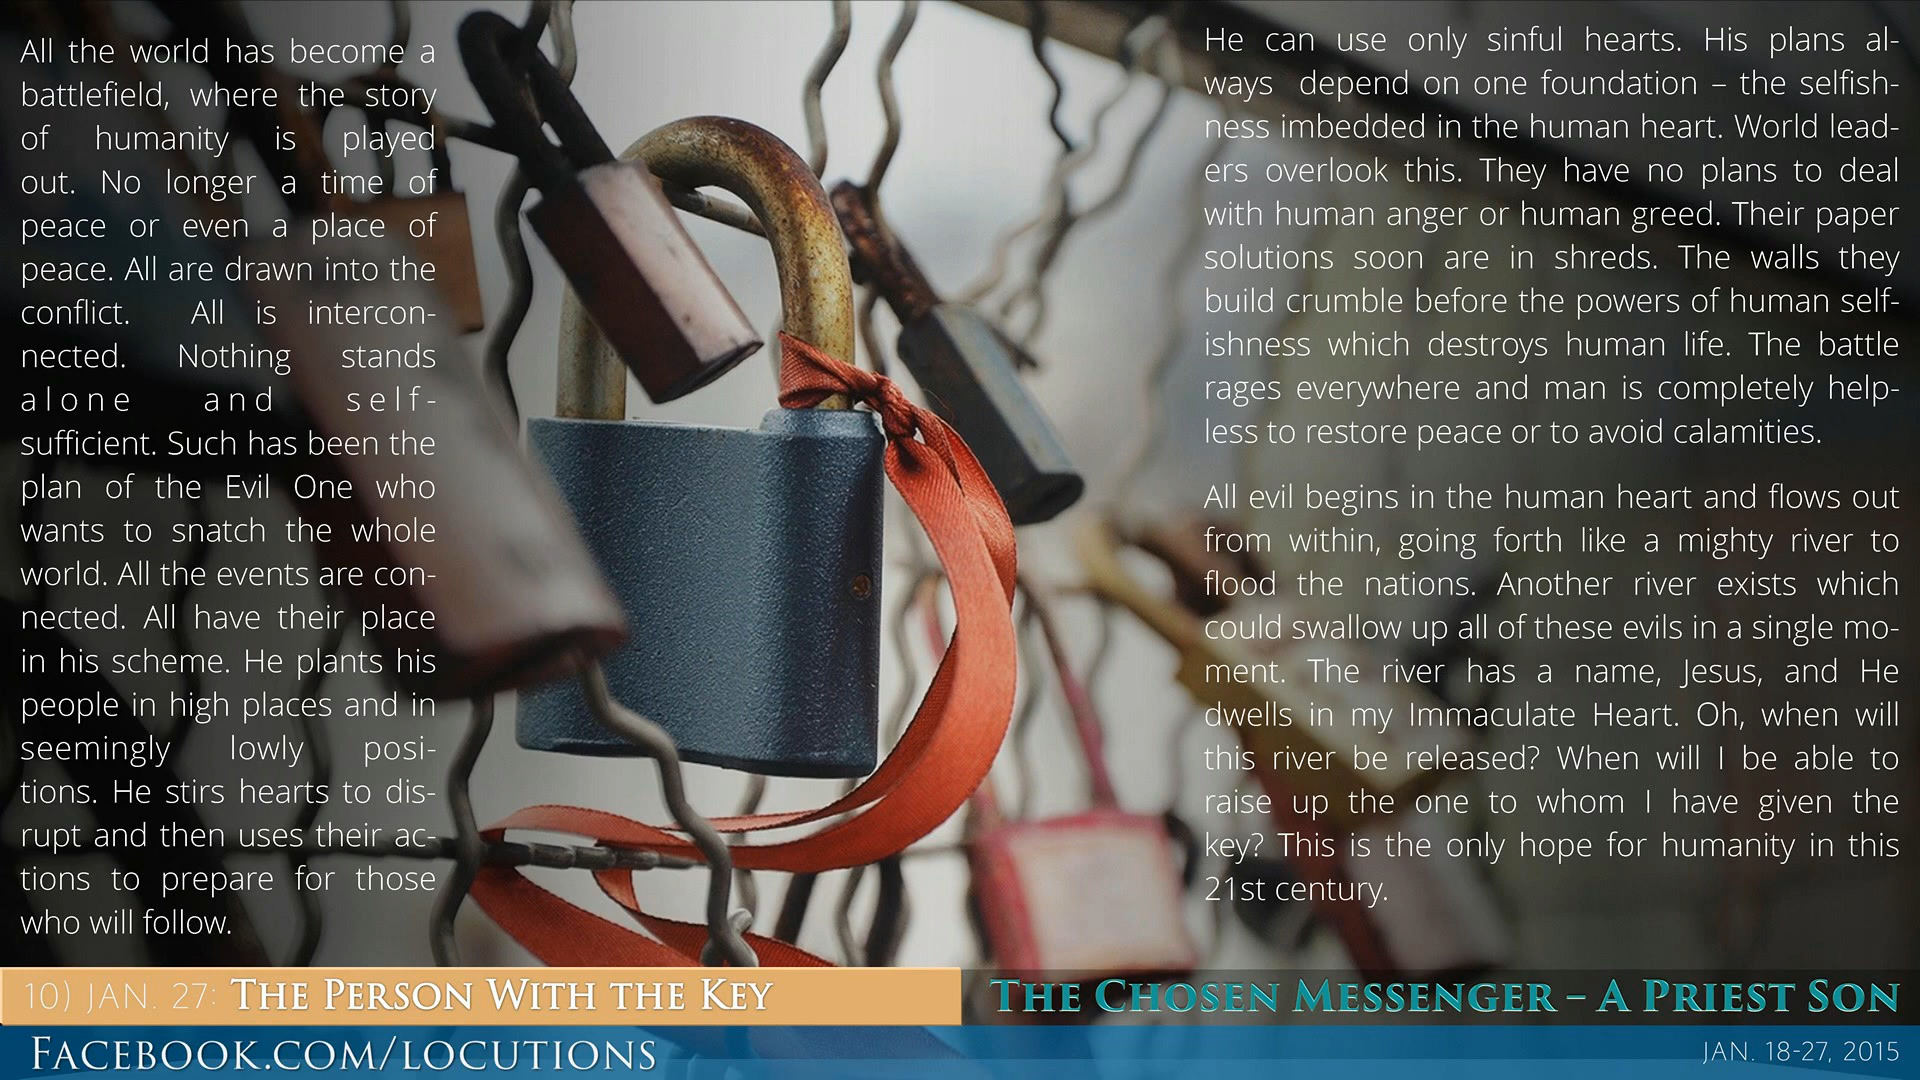 All the world has become a
battlefield, where the story
of humanity is played
out. No longer a time of
peace or even a place of
peace. All are drawn into the
conflict. All is intercon-
nected. Nothing stands
alone and self-
sufficient. Such has been the
plan of the Evil One who
wants to snatch the whole
world. All the events are con-
nected. All have their place
in his scheme. He plants his
people in high places and in
seemingly lowly posi-
tions. He stirs hearts to dis-
rupt and then uses their ac-
tions to prepare for those
who will follow.
He can use only sinful hearts. His plans al-
ways depend on one foundation – the selfish-
ness imbedded in the human heart. World lead-
ers overlook this. They have no plans to deal
with human anger or human greed. Their paper
solutions soon are in shreds. The walls they
build crumble before the powers of human self-
ishness which destroys human life. The battle
rages everywhere and man is completely help-
less to restore peace or to avoid calamities.
All evil begins in the human heart and flows out
from within, going forth like a mighty river to
flood the nations. Another river exists which
could swallow up all of these evils in a single mo-
ment. The river has a name, Jesus, and He
dwells in my Immaculate Heart. Oh, when will
this river be released? When will I be able to
raise up the one to whom I have given the
key? This is the only hope for humanity in this
21st century.
10) JAN. 27: THE PERSON WITH THE KEY
THE CHOSEN MESSENGER – A PRIEST SON
FACEBOOK.COM/LOCUTIONS
JAN. 18-27, 2015